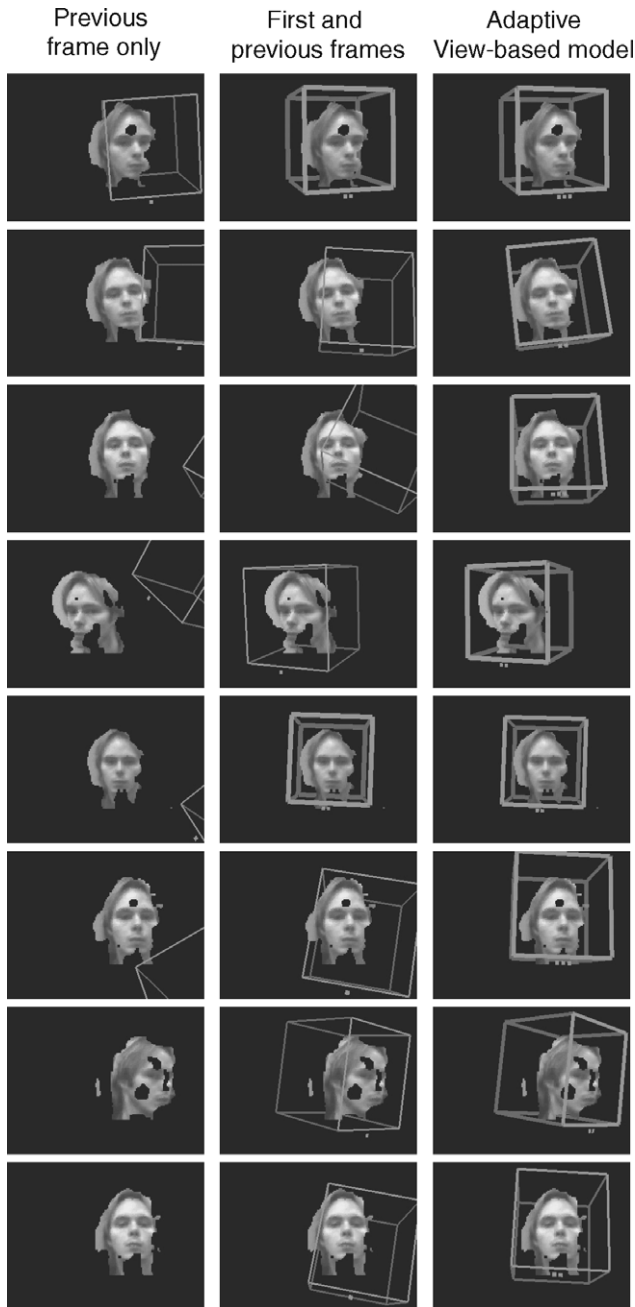 Previous
frame only
First and
previous frames
Adaptive
View-based model